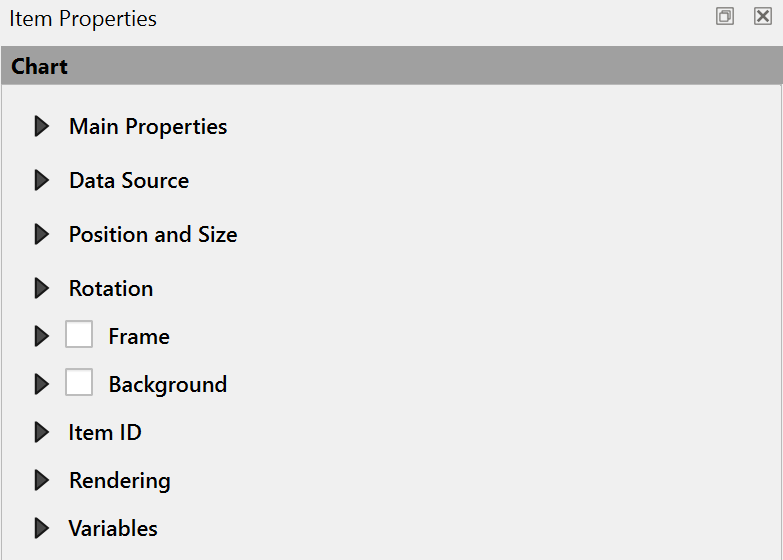 Item Properties
Chart
Main Properties
Data Source
Position and Size
Rotation
Frame
Background
Item ID
Rendering
Variables